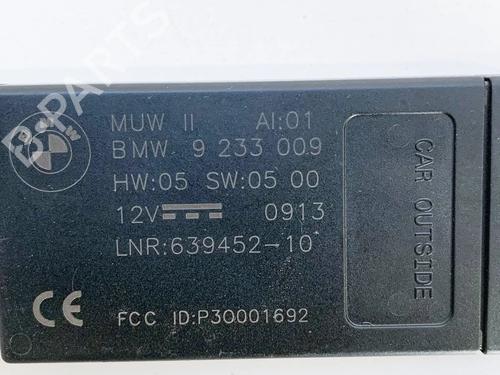 MUW II AI:01
BMW 9 233 009
HW:05 SW:05 00
12V 0913
LNR:639452-10
CE FCC ID:P3OOO1692
CAR OUTSIDE
B-Parts